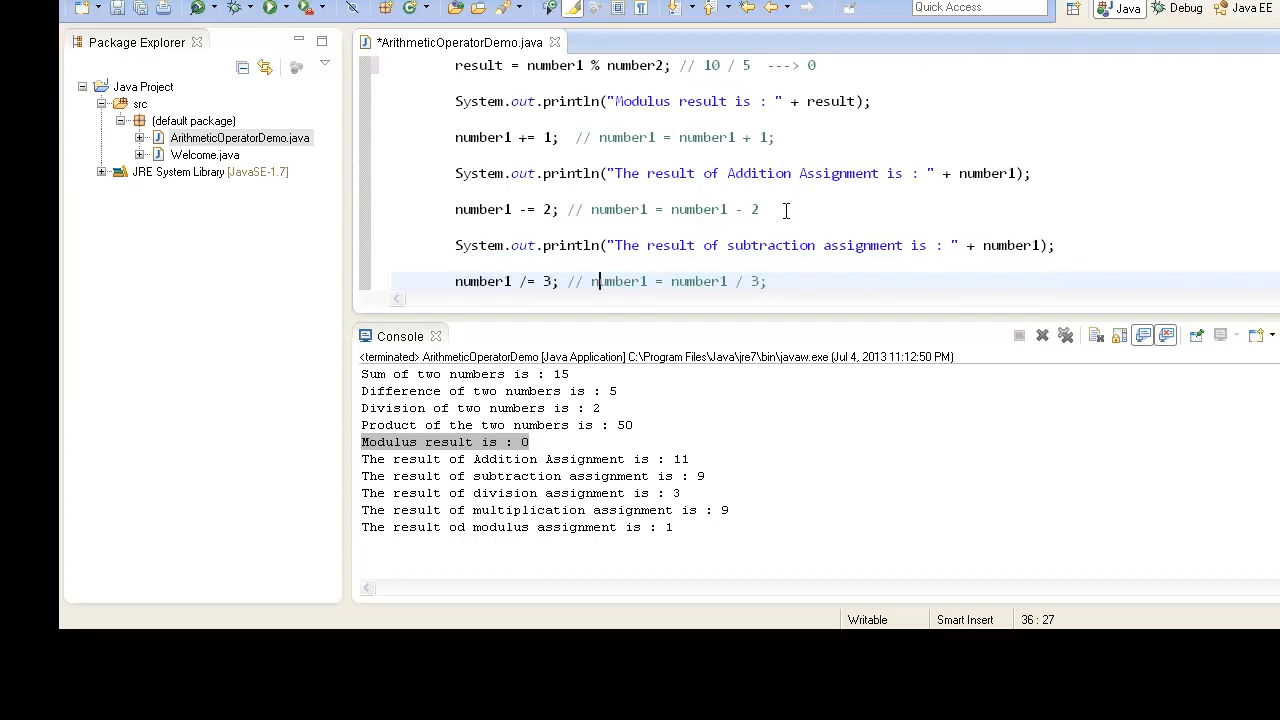 Quick Access
Java
Debug
Java EE
Package Explorer
*ArithmeticOperatorDemo.java
Java Project
src
(default package)
ArithmeticOperatorDemo.java
Welcome.java
JRE System Library [JavaSE-1.7]
result = number1 % number2; // 10 / 5 ---> 0
System.out.println("Modulus result is : " + result);
number1 += 1; // number1 = number1 + 1;
System.out.println("The result of Addition Assignment is : " + number1);
number1 -= 2; // number1 = number1 - 2
System.out.println("The result of subtraction assignment is : " + number1);
number1 /= 3; // number1 = number1 / 3;
Console
<terminated> ArithmeticOperatorDemo [Java Application] C:\Program Files\Java\jre7\bin\javaw.exe (Jul 4, 2013 11:12:50 PM)
Sum of two numbers is : 15
Difference of two numbers is : 5
Division of two numbers is : 2
Product of the two numbers is : 50
Modulus result is : 0
The result of Addition Assignment is : 11
The result of subtraction assignment is : 9
The result of division assignment is : 3
The result of multiplication assignment is : 9
The result od modulus assignment is : 1
Writable
Smart Insert
36 : 27